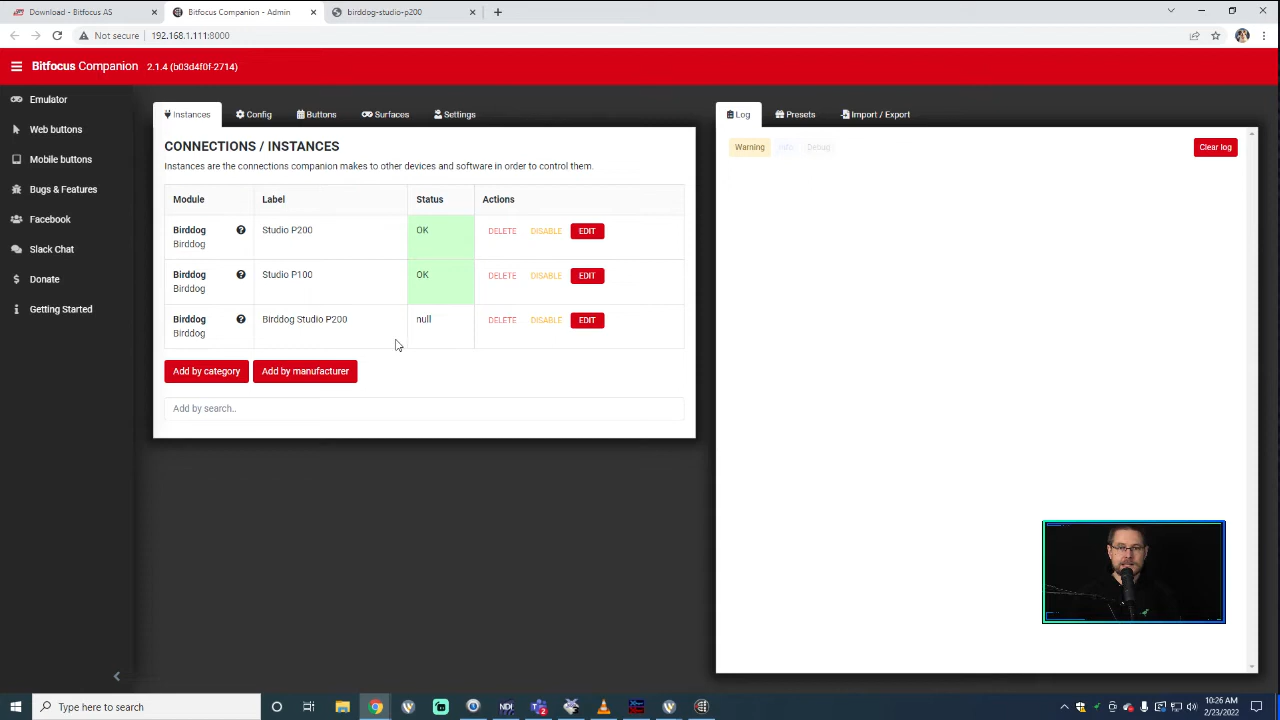 Download - Bitfocus AS
Bitfocus Companion - Admin
birddog-studio-p200
Not secure
192.168.1.111:8000
Bitfocus Companion 2.1.4 (b03d4f0f-2714)
Emulator
Web buttons
Mobile buttons
Bugs & Features
Facebook
Slack Chat
Donate
Getting Started
Instances
Config
Buttons
Surfaces
Settings
CONNECTIONS / INSTANCES
Instances are the connections companion makes to other devices and software in order to control them.
Module Label Status Actions
Birddog Studio P200 OK DELETE DISABLE EDIT
Birddog
Birddog Studio P100 OK DELETE DISABLE EDIT
Birddog
Birddog Birddog Studio P200 null DELETE DISABLE EDIT
Birddog
Add by category
Add by manufacturer
Add by search..
Log
Presets
Import / Export
Warning
Info
Debug
Clear log
Type here to search
NDI
10:26 AM
2/23/2022